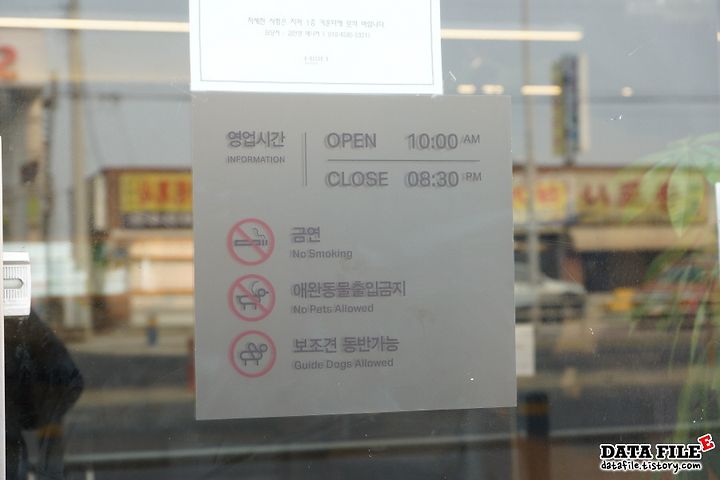 영업시간
INFORMATION
OPEN 10:00 AM
CLOSE 08:30 PM
금연
No Smoking
애완동물출입금지
No Pets Allowed
보조견 동반가능
Guide Dogs Allowed
DATA FILE
datafile.tistory.com